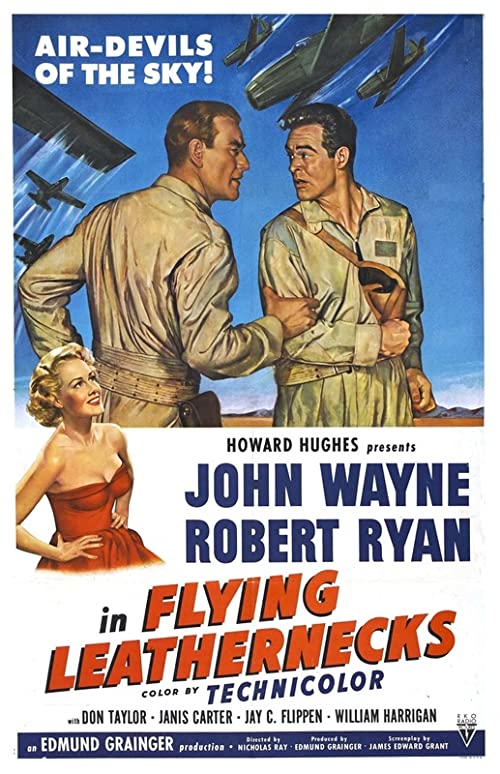 AIR-DEVILS
OF THE SKY!
HOWARD HUGHES presents
JOHN WAYNE
ROBERT RYAN
in FLYING
LEATHERNECKS
COLOR BY TECHNICOLOR
with DON TAYLOR · JANIS CARTER · JAY C. FLIPPEN · WILLIAM HARRIGAN
an EDMUND GRAINGER production · Directed by NICHOLAS RAY · Produced by EDMUND GRAINGER · Screenplay by JAMES EDWARD GRANT
RKO
RADIO